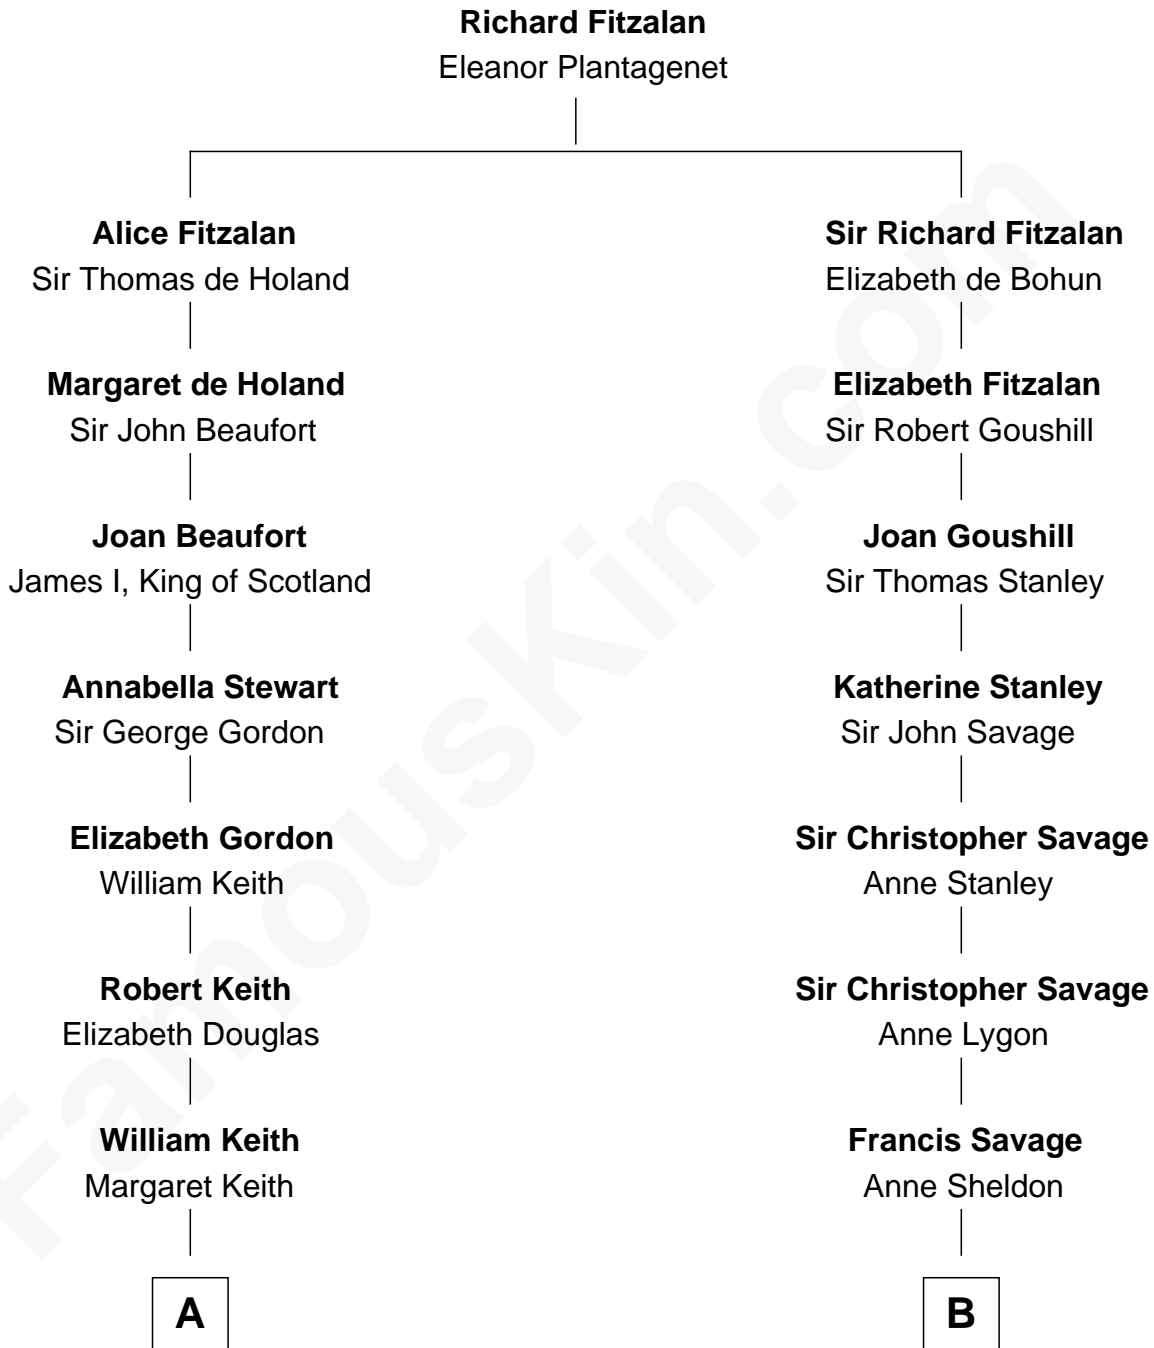 Richard Fitzalan
Eleanor Plantagenet
Alice Fitzalan
Sir Thomas de Holand
Sir Richard Fitzalan
Elizabeth de Bohun
Margaret de Holand
Sir John Beaufort
Elizabeth Fitzalan
Sir Robert Goushill
Joan Beaufort
James I, King of Scotland
Joan Goushill
Sir Thomas Stanley
Annabella Stewart
Sir George Gordon
Katherine Stanley
Sir John Savage
Elizabeth Gordon
William Keith
Sir Christopher Savage
Anne Stanley
Robert Keith
Elizabeth Douglas
Sir Christopher Savage
Anne Lygon
William Keith
Margaret Keith
Francis Savage
Anne Sheldon
A
B
FamousKin.com